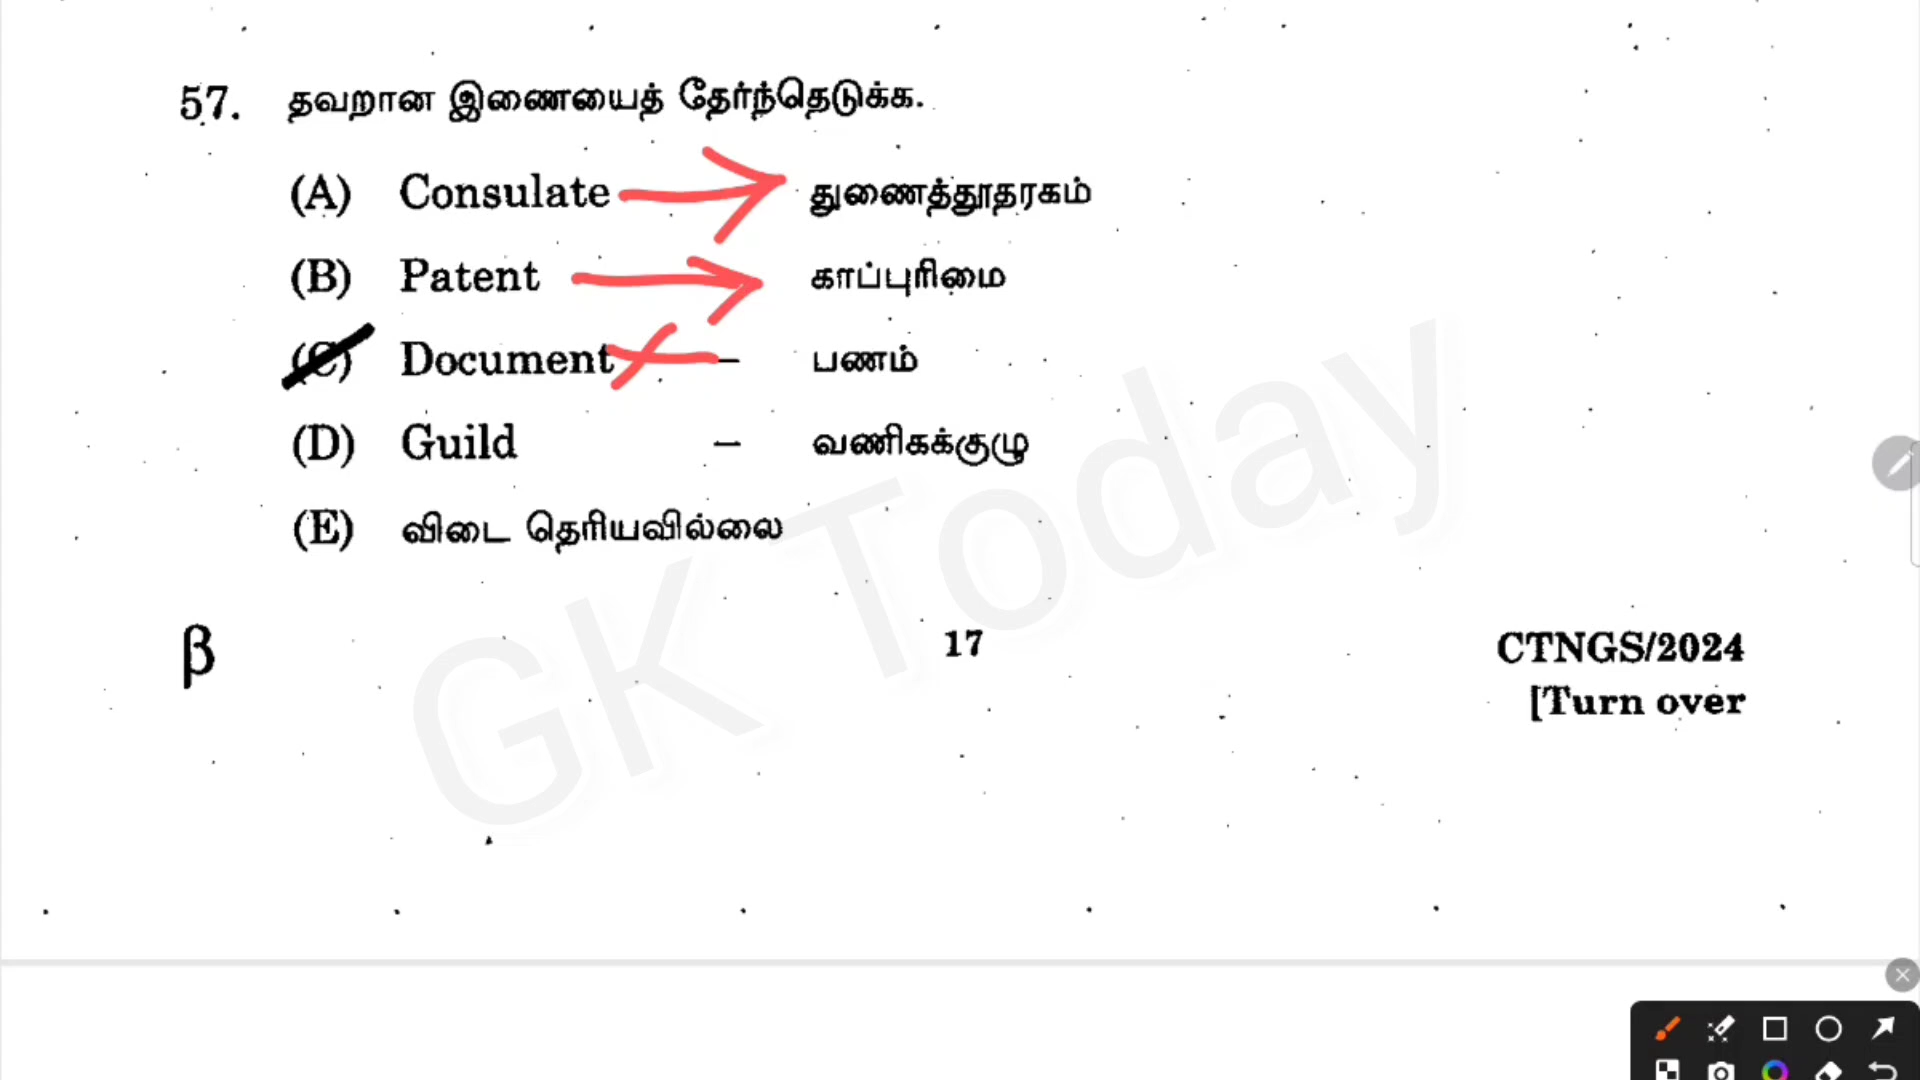 57. தவறான இணையைத் தேர்ந்தெடுக்க.
(A) Consulate துணைத்தூதரகம்
(B) Patent காப்புரிமை
(C) Document – பணம்
(D) Guild – வணிகக்குழு
(E) விடை தெரியவில்லை
GK Today
β 17 CTNGS/2024
[Turn over